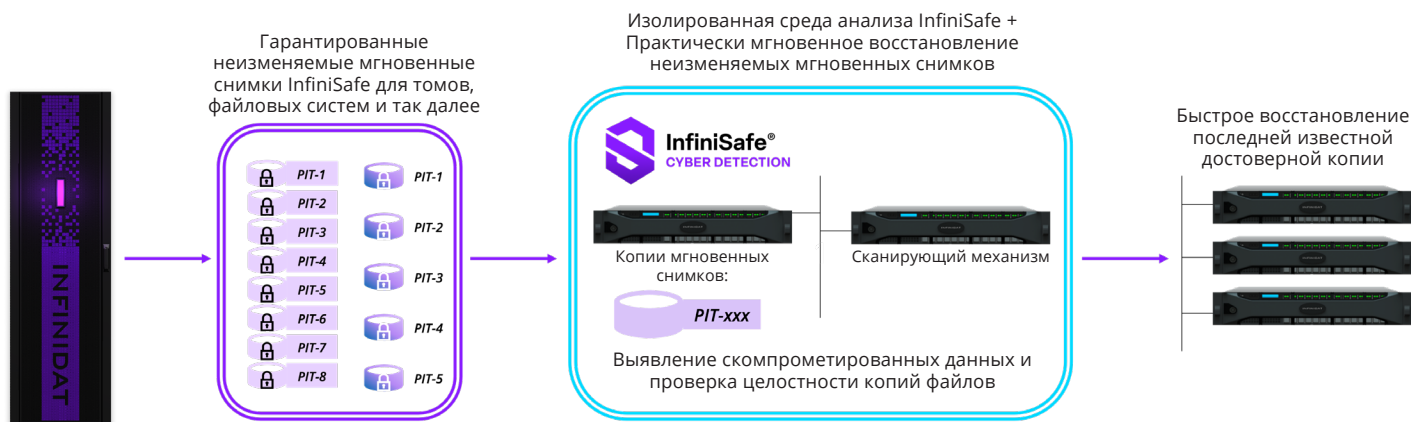 Гарантированные
неизменяемые мгновенные
снимки InfiniSafe для томов,
файловых систем и так далее
INFINIDAT
PIT-1
PIT-2
PIT-3
PIT-4
PIT-5
PIT-6
PIT-7
PIT-8
PIT-1
PIT-2
PIT-3
PIT-4
PIT-5
Изолированная среда анализа InfiniSafe +
Практически мгновенное восстановление
неизменяемых мгновенных снимков
InfiniSafe®
CYBER DETECTION
Копии мгновенных
снимков:
PIT-xxx
Сканирующий механизм
Выявление скомпрометированных данных и
проверка целостности копий файлов
Быстрое восстановление
последней известной
достоверной копии